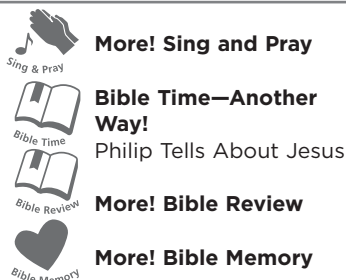 Sing & Pray
More! Sing and Pray
Bible Time
Bible Time—Another
Way!
Philip Tells About Jesus
Bible Review
More! Bible Review
Bible Memory
More! Bible Memory